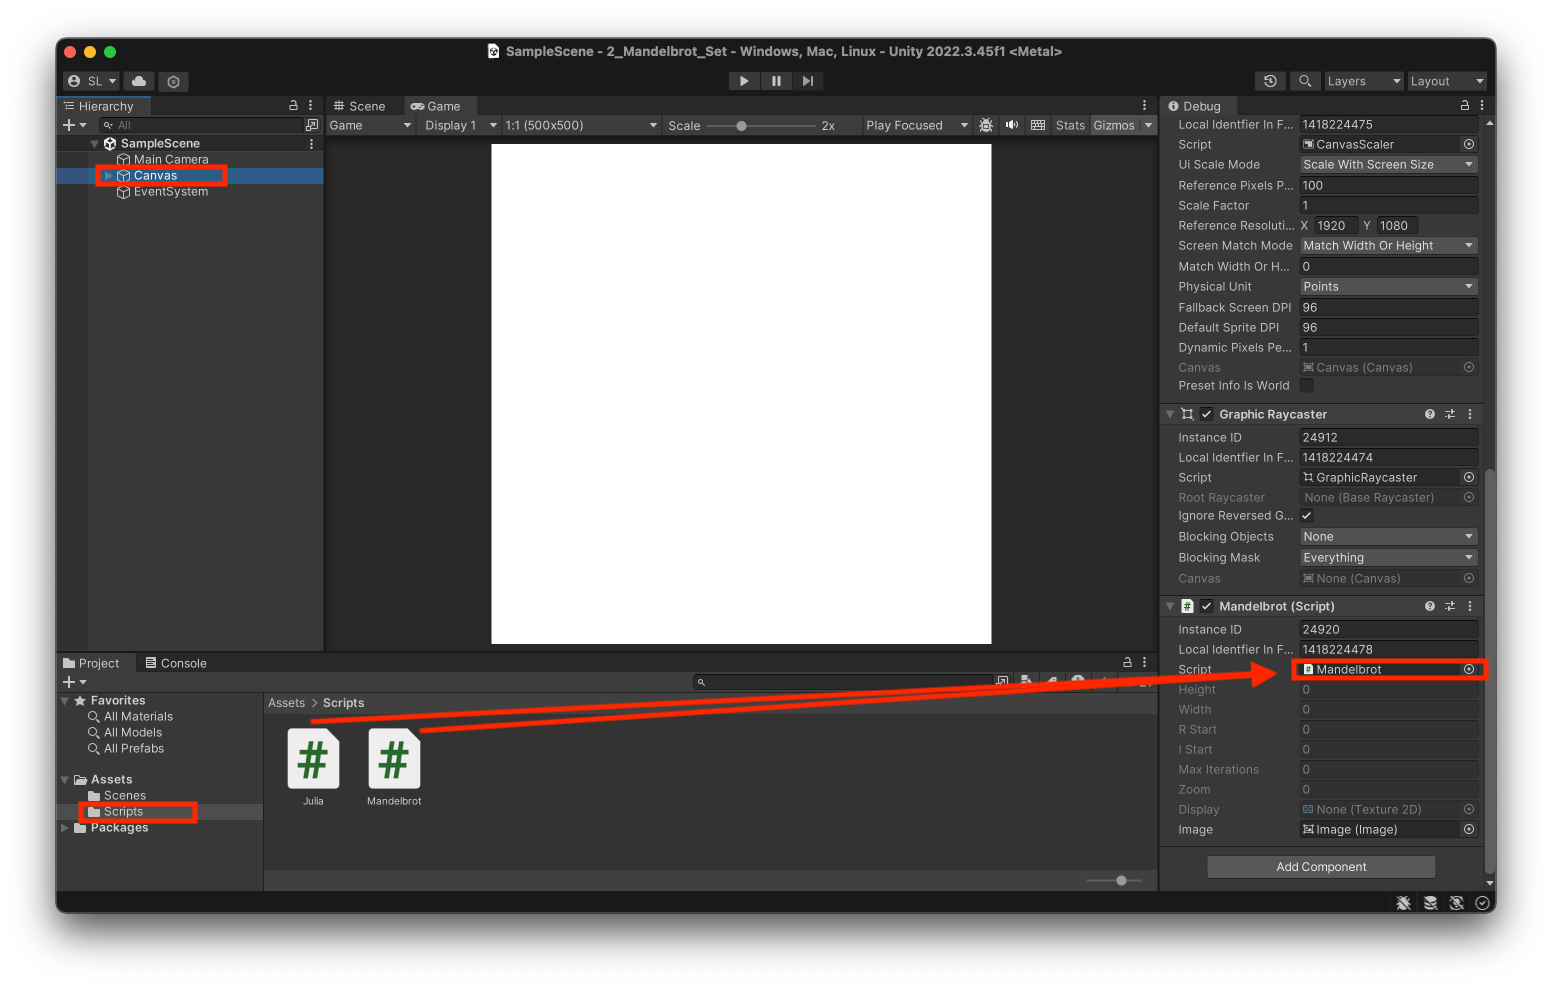 SampleScene - 2_Mandelbrot_Set - Windows, Mac, Linux - Unity 2022.3.45f1 <Metal>
SL
Layers
Layout
Hierarchy
All
SampleScene
Main Camera
Canvas
EventSystem
Scene
Game
Game
Display 1
1:1 (500x500)
Scale
2x
Play Focused
Stats
Gizmos
Debug
Local Identfier In F... 1418224475
Script CanvasScaler
Ui Scale Mode Scale With Screen Size
Reference Pixels P... 100
Scale Factor 1
Reference Resoluti... X 1920 Y 1080
Screen Match Mode Match Width Or Height
Match Width Or H... 0
Physical Unit Points
Fallback Screen DPI 96
Default Sprite DPI 96
Dynamic Pixels Pe... 1
Canvas Canvas (Canvas)
Preset Info Is World
Graphic Raycaster
Instance ID 24912
Local Identfier In F... 1418224474
Script GraphicRaycaster
Root Raycaster None (Base Raycaster)
Ignore Reversed G...
Blocking Objects None
Blocking Mask Everything
Canvas None (Canvas)
# Mandelbrot (Script)
Instance ID 24920
Local Identfier In F... 1418224478
Script # Mandelbrot
Height 0
Width 0
R Start 0
I Start 0
Max Iterations 0
Zoom 0
Display None (Texture 2D)
Image Image (Image)
Add Component
Project
Console
Favorites
All Materials
All Models
All Prefabs
Assets
Scenes
Scripts
Packages
Assets > Scripts
# #
Julia Mandelbrot